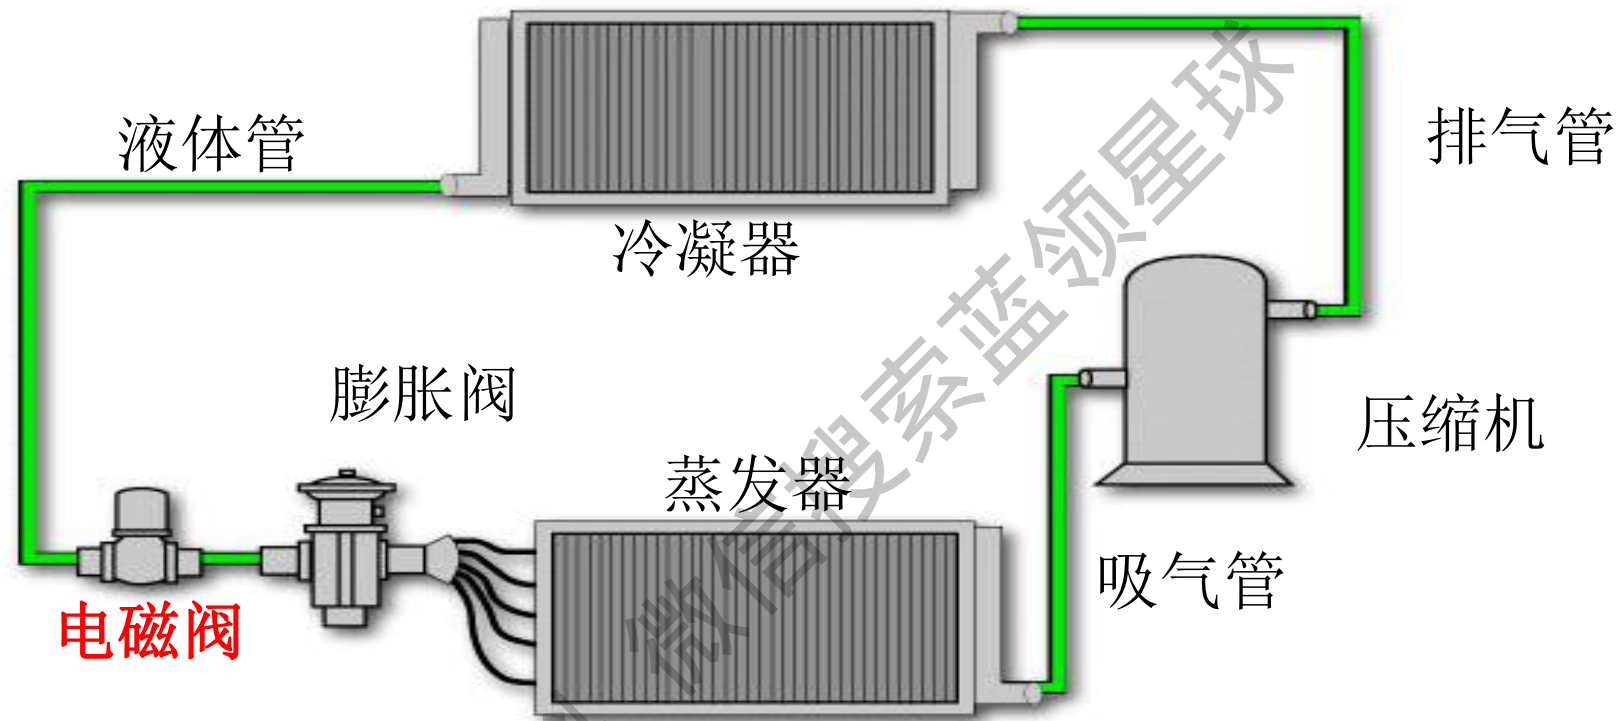 液体管
排气管
冷凝器
膨胀阀
压缩机
蒸发器
吸气管
电磁阀
微信搜索蓝领星球